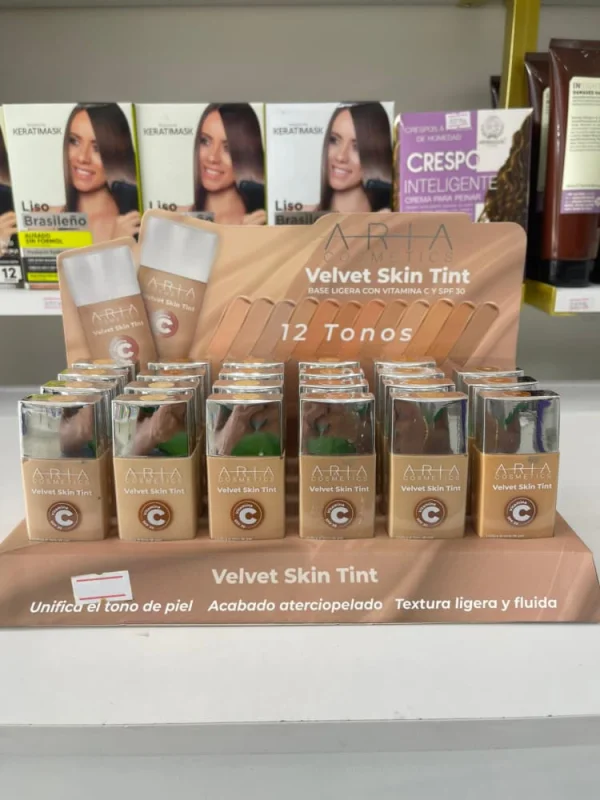 KERATIMASK
KERATIMASK
KERATIMASK
CRESPOS
DE HUMEDAD
CRESPO
INTELIGENTE
CREMA PARA PEINAR
Liso
Brasileño
ALISADO
SIN FORMOL
12
Liso
Liso
ARIA
COSMETICS
Velvet Skin Tint
BASE LIGERA CON VITAMINA C Y SPF 30
12 Tonos
ARIA
Velvet Skin Tint
C
ARIA
Velvet Skin Tint
C
ARIA
COSMETICS
Velvet Skin Tint
C
ARIA
COSMETICS
Velvet Skin Tint
C
ARIA
COSMETICS
Velvet Skin Tint
C
ARIA
COSMETICS
Velvet Skin Tint
C
ARIA
COSMETICS
Velvet Skin Tint
C
ARIA
COSMETICS
Velvet Skin Tint
C
Velvet Skin Tint
Unifica el tono de piel Acabado aterciopelado Textura ligera y fluida